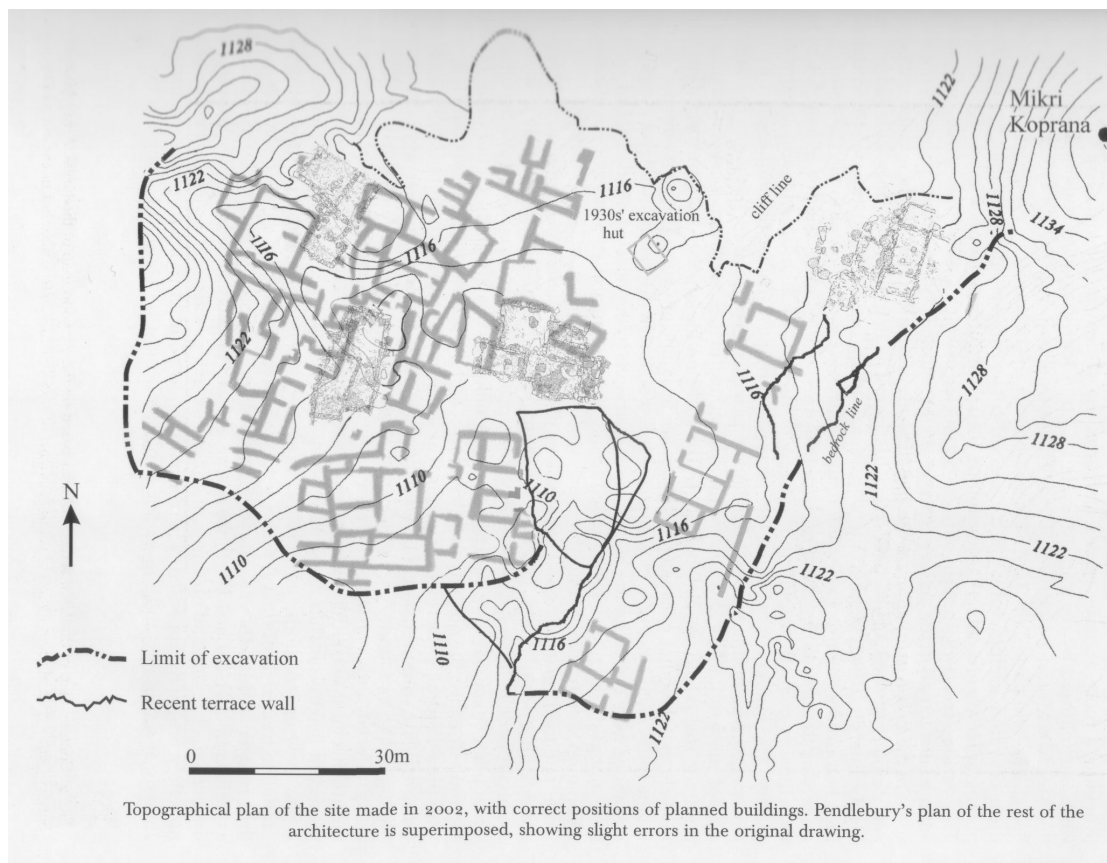 1128
1122
Mikri
Koprana
1122
1116
1930s' excavation
hut
cliff line
1128
1134
1116
1116
1122
1128
1116
bedrock line
1128
1110
1110
1122
N
1116
1110
1122
1122
1110
1116
1122
Limit of excavation
Recent terrace wall
0 30m
Topographical plan of the site made in 2002, with correct positions of planned buildings. Pendlebury's plan of the rest of the
architecture is superimposed, showing slight errors in the original drawing.